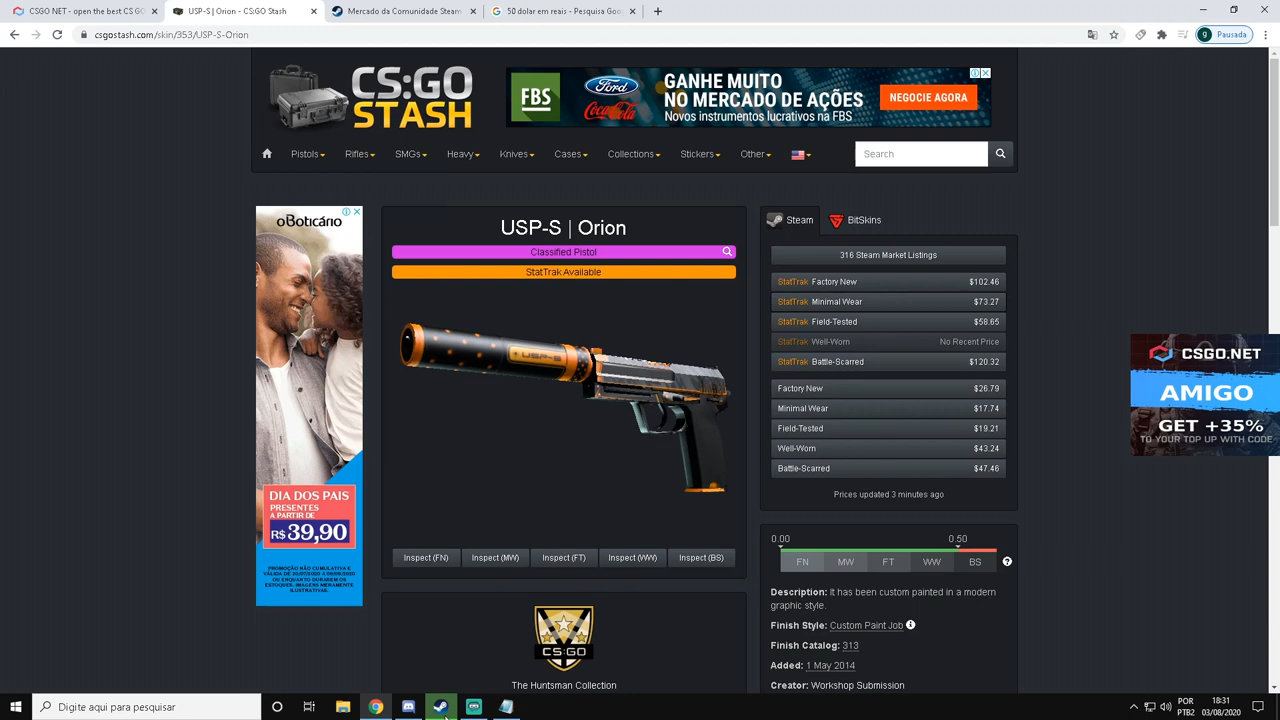 CSGO NET - open the best CS GO
USP-S | Orion - CS:GO Stash
Mercado da Comunidade Steam
50 dolar em reais - Pesquisa Goo
csgostash.com/skin/353/USP-S-Orion
g Pausada
CS:GO
STASH
FBS
Ford
Coca-Cola
GANHE MUITO
NO MERCADO DE AÇÕES
Novos instrumentos lucrativos na FBS
NEGOCIE AGORA
Pistols
Rifles
SMGs
Heavy
Knives
Cases
Collections
Stickers
Other
Search
oBoticário
DIA DOS PAIS
PRESENTES
A PARTIR DE
R$39,90
USP-S | Orion
Classified Pistol
StatTrak Available
USP-S
Inspect (FN)
Inspect (MW)
Inspect (FT)
Inspect (WW)
Inspect (BS)
CS:GO
The Huntsman Collection
Steam
BitSkins
316 Steam Market Listings
StatTrak Factory New $102.46
StatTrak Minimal Wear $73.27
StatTrak Field-Tested $58.65
StatTrak Well-Worn No Recent Price
StatTrak Battle-Scarred $120.32
Factory New $26.79
Minimal Wear $17.74
Field-Tested $19.21
Well-Worn $43.24
Battle-Scarred $47.46
Prices updated 3 minutes ago
0.00 0.50
FN MW FT WW BS
Description: It has been custom painted in a modern
graphic style.
Finish Style: Custom Paint Job
Finish Catalog: 313
Added: 1 May 2014
Creator: Workshop Submission
CSGO.NET
AMIGO
GET +35%
TO YOUR TOP UP WITH CODE
Digite aqui para pesquisar
POR
PTB2
18:31
03/08/2020